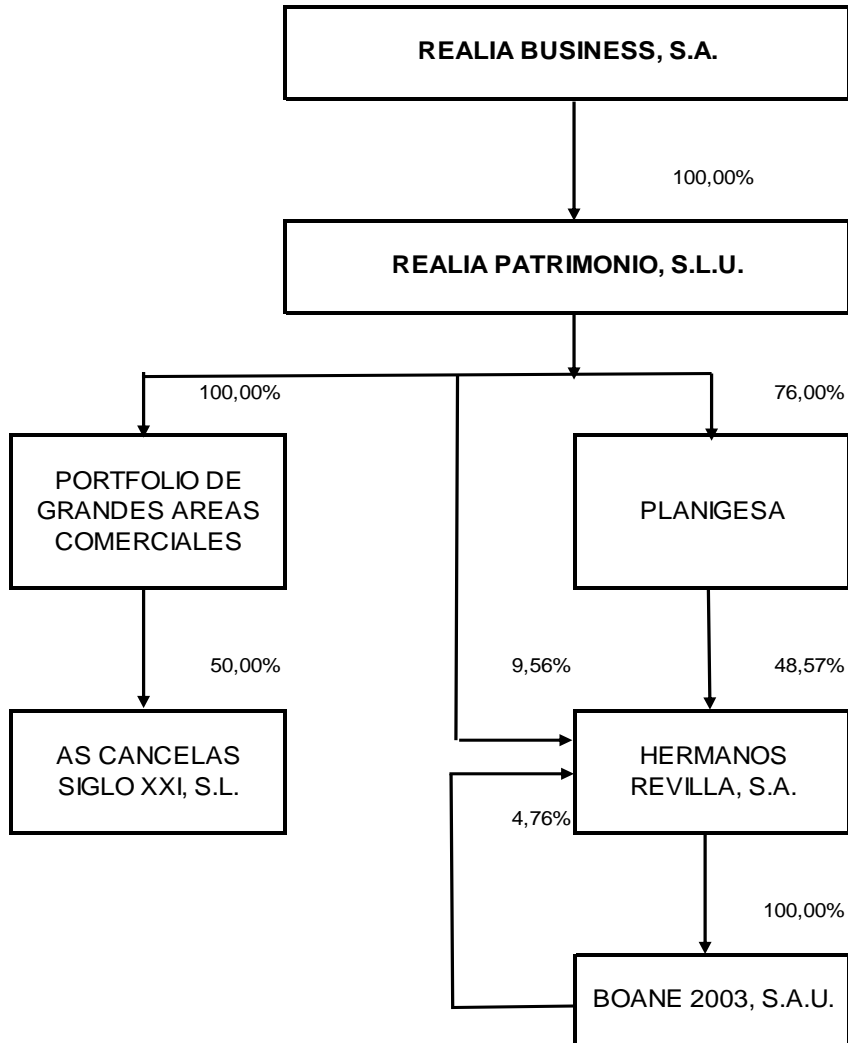 REALIA BUSINESS, S.A.
100,00%
REALIA PATRIMONIO, S.L.U.
100,00%
76,00%
PORTFOLIO DE
GRANDES AREAS
COMERCIALES
PLANIGESA
50,00%
9,56%
48,57%
AS CANCELAS
SIGLO XXI, S.L.
HERMANOS
REVILLA, S.A.
4,76%
100,00%
BOANE 2003, S.A.U.